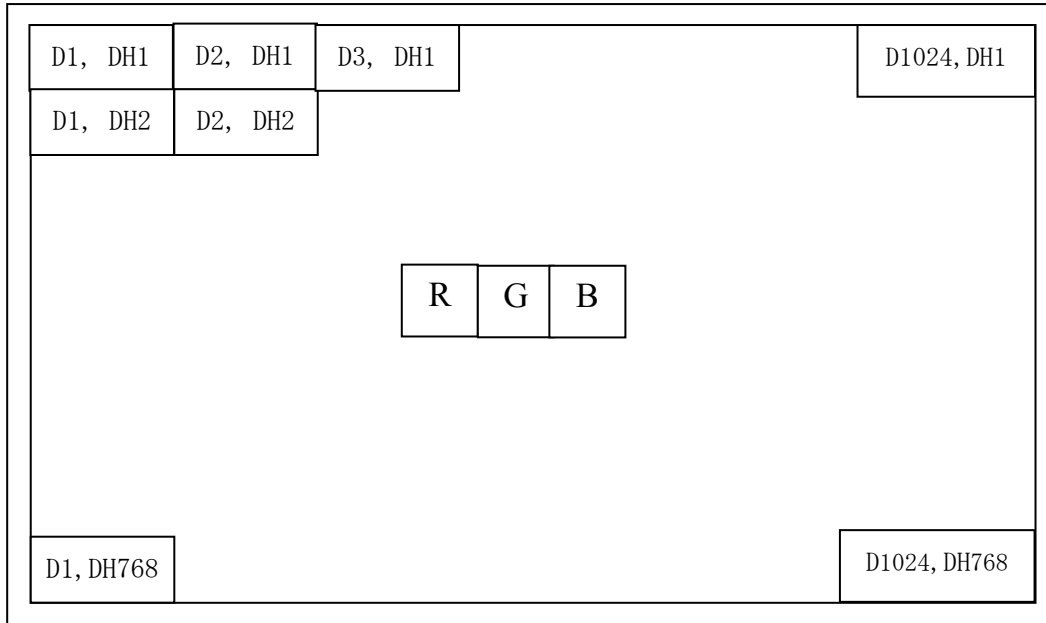 D1, DH1 D2, DH1 D3, DH1 D1024,DH1
D1, DH2 D2, DH2
R G B
D1,DH768 D1024,DH768